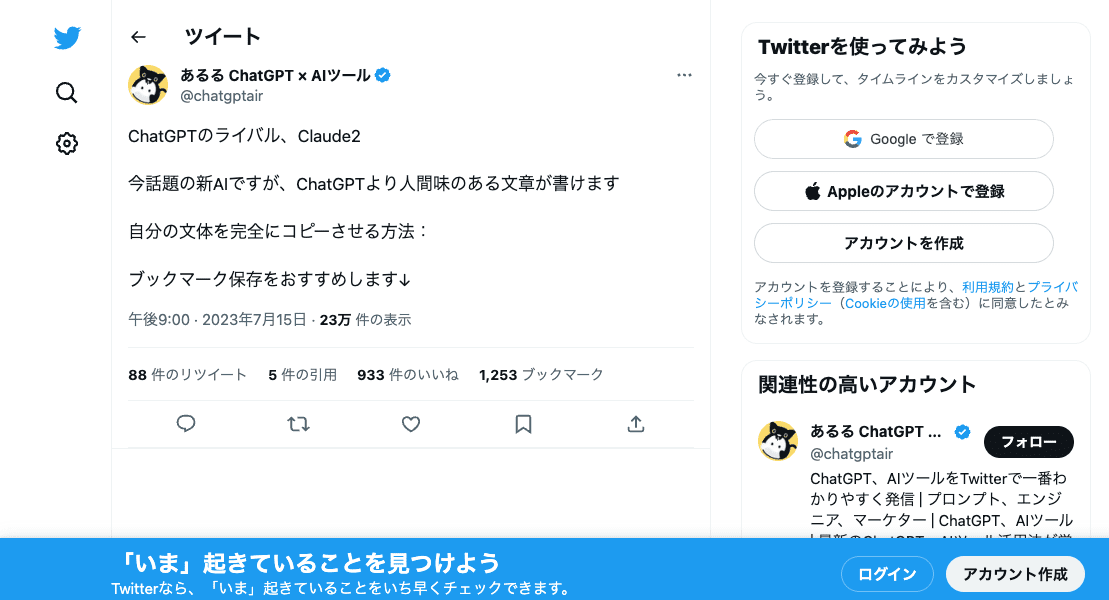 ツイート
あるる ChatGPT × AIツール
@chatgptair
ChatGPTのライバル、Claude2
今話題の新AIですが、ChatGPTより人間味のある文章が書けます
自分の文体を完全にコピーさせる方法：
ブックマーク保存をおすすめします↓
午後9:00 · 2023年7月15日 · 23万 件の表示
88 件のリツイート 5 件の引用 933 件のいいね 1,253 ブックマーク
Twitterを使ってみよう
今すぐ登録して、タイムラインをカスタマイズしましょ
う。
Google で登録
Appleのアカウントで登録
アカウントを作成
アカウントを登録することにより、利用規約とプライバ
シーポリシー（Cookieの使用を含む）に同意したとみ
なされます。
関連性の高いアカウント
あるる ChatGPT ...
@chatgptair
フォロー
ChatGPT、AIツールをTwitterで一番わ
かりやすく発信 | プロンプト、エンジ
ニア、マーケター | ChatGPT、AIツール
「いま」起きていることを見つけよう
Twitterなら、「いま」起きていることをいち早くチェックできます。
ログイン
アカウント作成